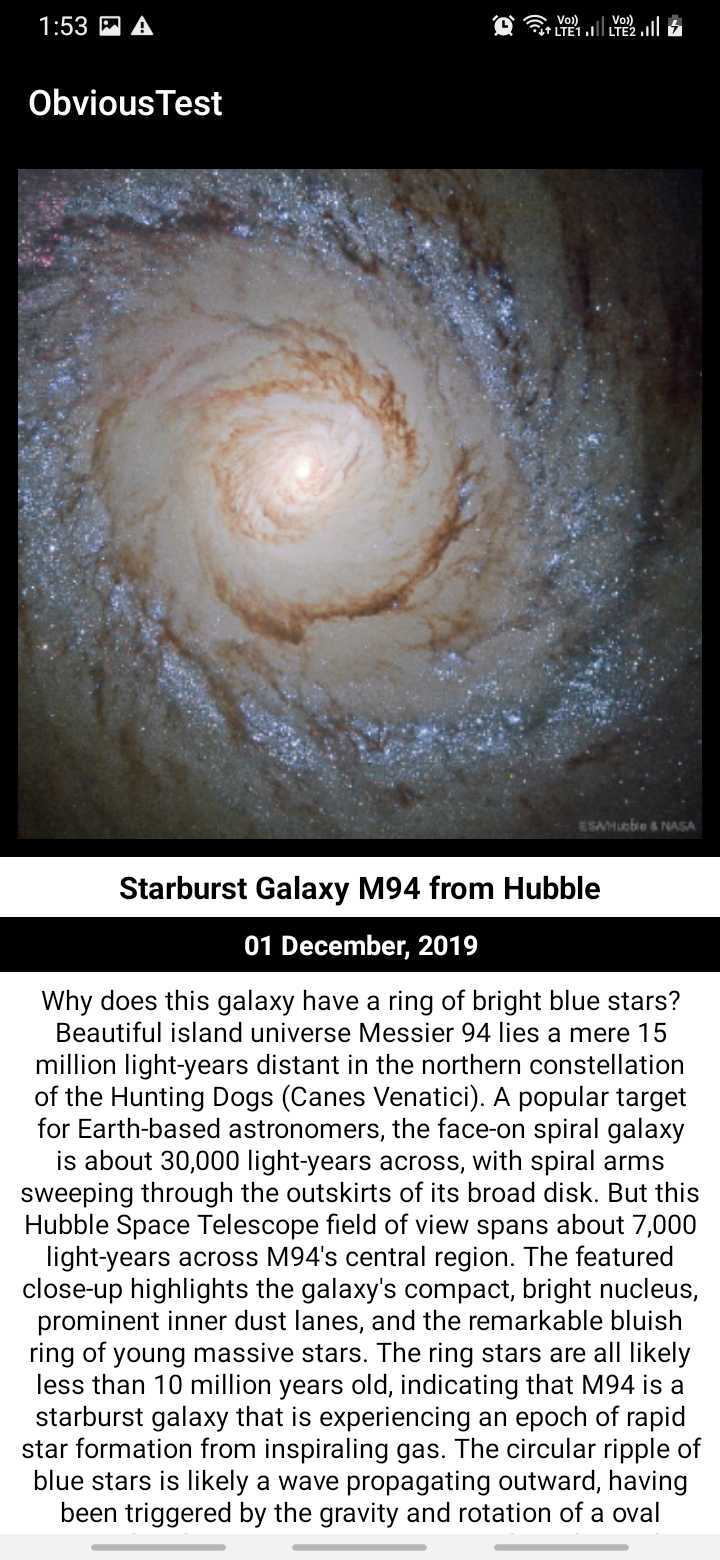 1:53
Vo) LTE1 Vo) LTE2
ObviousTest
ESA/Hubble & NASA
Starburst Galaxy M94 from Hubble
01 December, 2019
Why does this galaxy have a ring of bright blue stars?
Beautiful island universe Messier 94 lies a mere 15
million light-years distant in the northern constellation
of the Hunting Dogs (Canes Venatici). A popular target
for Earth-based astronomers, the face-on spiral galaxy
is about 30,000 light-years across, with spiral arms
sweeping through the outskirts of its broad disk. But this
Hubble Space Telescope field of view spans about 7,000
light-years across M94's central region. The featured
close-up highlights the galaxy's compact, bright nucleus,
prominent inner dust lanes, and the remarkable bluish
ring of young massive stars. The ring stars are all likely
less than 10 million years old, indicating that M94 is a
starburst galaxy that is experiencing an epoch of rapid
star formation from inspiraling gas. The circular ripple of
blue stars is likely a wave propagating outward, having
been triggered by the gravity and rotation of a oval